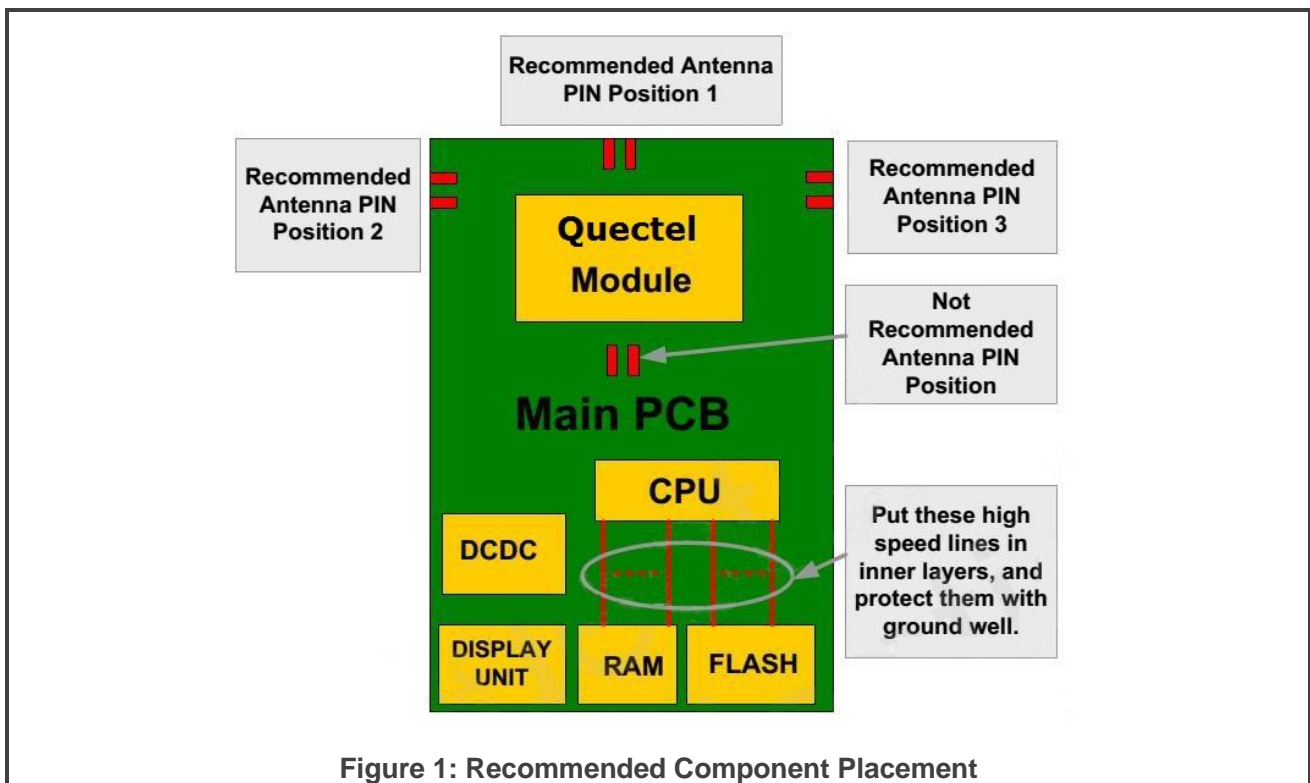 Recommended Antenna
PIN Position 1
Recommended
Antenna PIN
Position 2
Recommended
Antenna PIN
Position 3
Quectel
Module
Not
Recommended
Antenna PIN
Position
Main PCB
CPU
DCDC
Put these high
speed lines in
inner layers, and
protect them with
ground well.
DISPLAY
UNIT
RAM
FLASH
Figure 1: Recommended Component Placement